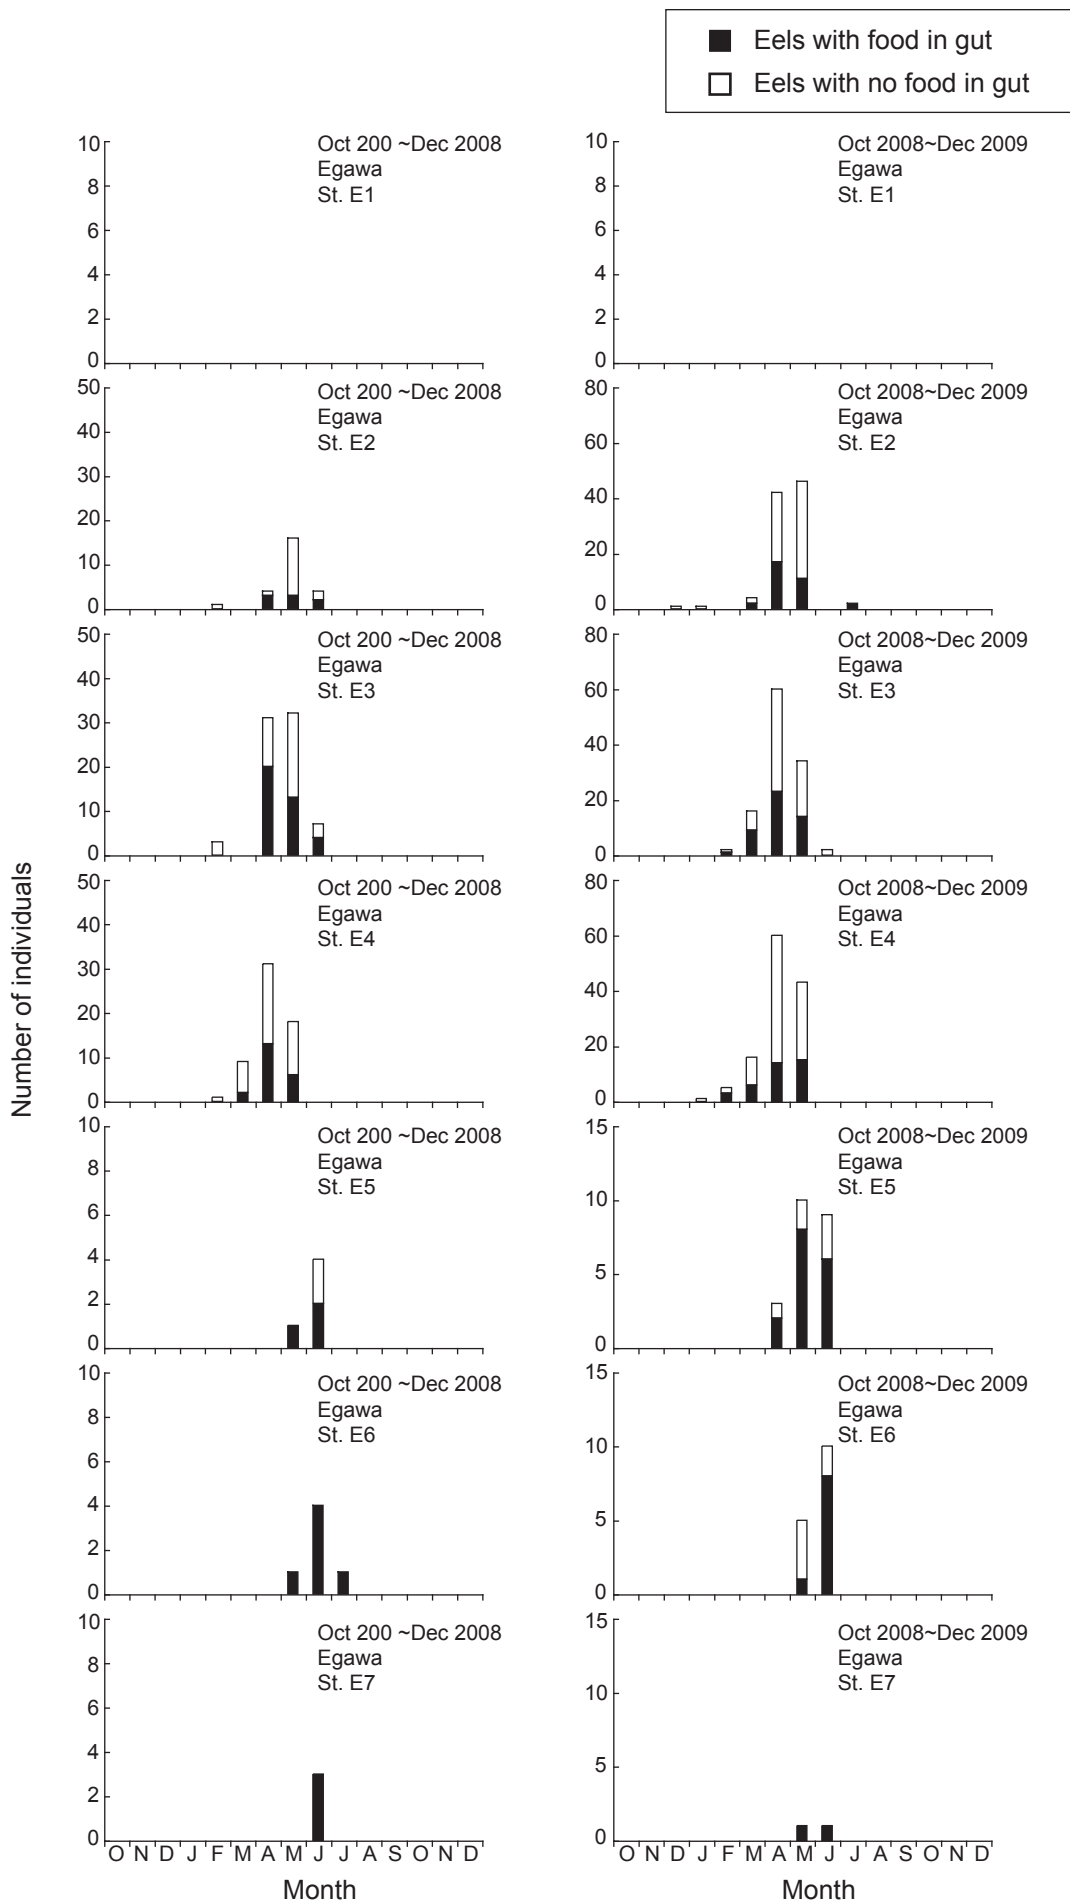 Eels with food in gut
Eels with no food in gut
Number of individuals
10
8
6
4
2
0
Oct 200 ~Dec 2008
Egawa
St. E1
10
8
6
4
2
0
Oct 2008~Dec 2009
Egawa
St. E1
50
40
30
20
10
0
Oct 200 ~Dec 2008
Egawa
St. E2
80
60
40
20
0
Oct 2008~Dec 2009
Egawa
St. E2
50
40
30
20
10
0
Oct 200 ~Dec 2008
Egawa
St. E3
80
60
40
20
0
Oct 2008~Dec 2009
Egawa
St. E3
50
40
30
20
10
0
Oct 200 ~Dec 2008
Egawa
St. E4
80
60
40
20
0
Oct 2008~Dec 2009
Egawa
St. E4
10
8
6
4
2
0
Oct 200 ~Dec 2008
Egawa
St. E5
15
10
5
0
Oct 2008~Dec 2009
Egawa
St. E5
10
8
6
4
2
0
Oct 200 ~Dec 2008
Egawa
St. E6
15
10
5
0
Oct 2008~Dec 2009
Egawa
St. E6
10
8
6
4
2
0
Oct 200 ~Dec 2008
Egawa
St. E7
O N D J F M A M J J A S O N D
Month
15
10
5
0
Oct 2008~Dec 2009
Egawa
St. E7
O N D J F M A M J J A S O N D
Month